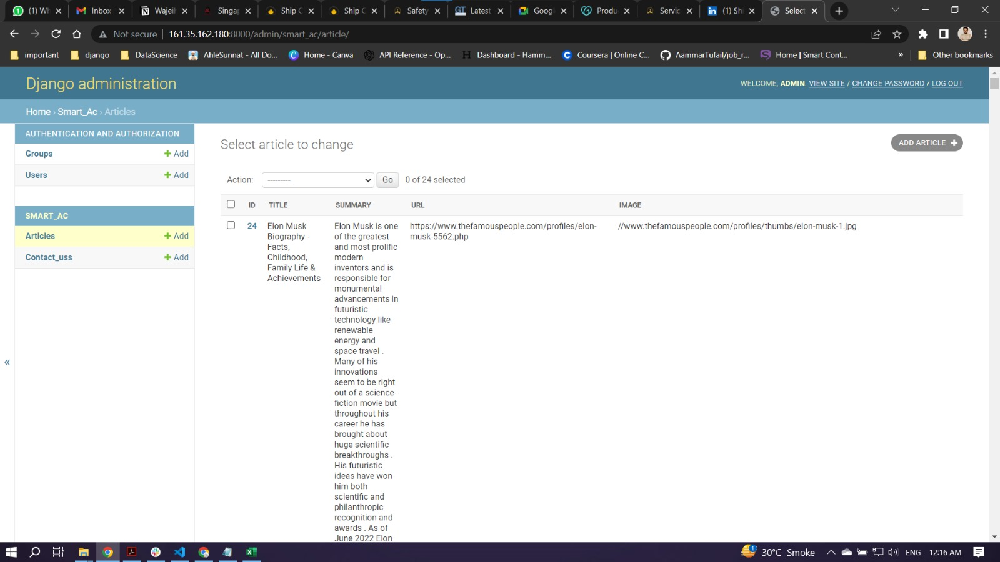 (1) Wh
Inbox
Wajeih
Singap
Ship C
Ship C
Safety
Latest
Googl
Produ
Servic
(1) Sh
Select
Not secure
161.35.162.180:8000/admin/smart_ac/article/
important
django
DataScience
AhleSunnat - All Do...
Home - Canva
API Reference - Op...
Dashboard - Hamm...
Coursera | Online C...
AammarTufail/job_r...
Home | Smart Cont...
»
Other bookmarks
Django administration
WELCOME, ADMIN. VIEW SITE / CHANGE PASSWORD / LOG OUT
Home › Smart_Ac › Articles
AUTHENTICATION AND AUTHORIZATION
Groups
+ Add
Users
+ Add
SMART_AC
Articles
+ Add
Contact_uss
+ Add
«
Select article to change
ADD ARTICLE +
Action:
---------
Go
0 of 24 selected
ID
TITLE
SUMMARY
URL
IMAGE
24
Elon Musk
Biography -
Facts,
Childhood,
Family Life &
Achievements
Elon Musk is one
of the greatest
and most prolific
modern
inventors and is
responsible for
monumental
advancements in
futuristic
technology like
renewable
energy and
space travel .
Many of his
innovations
seem to be right
out of a science-
fiction movie but
throughout his
career he has
brought about
huge scientific
breakthroughs .
His futuristic
ideas have won
him both
scientific and
philanthropic
recognition and
awards . As of
June 2022 Elon
https://www.thefamouspeople.com/profiles/elon-
musk-5562.php
//www.thefamouspeople.com/profiles/thumbs/elon-musk-1.jpg
30°C Smoke
ENG
12:16 AM